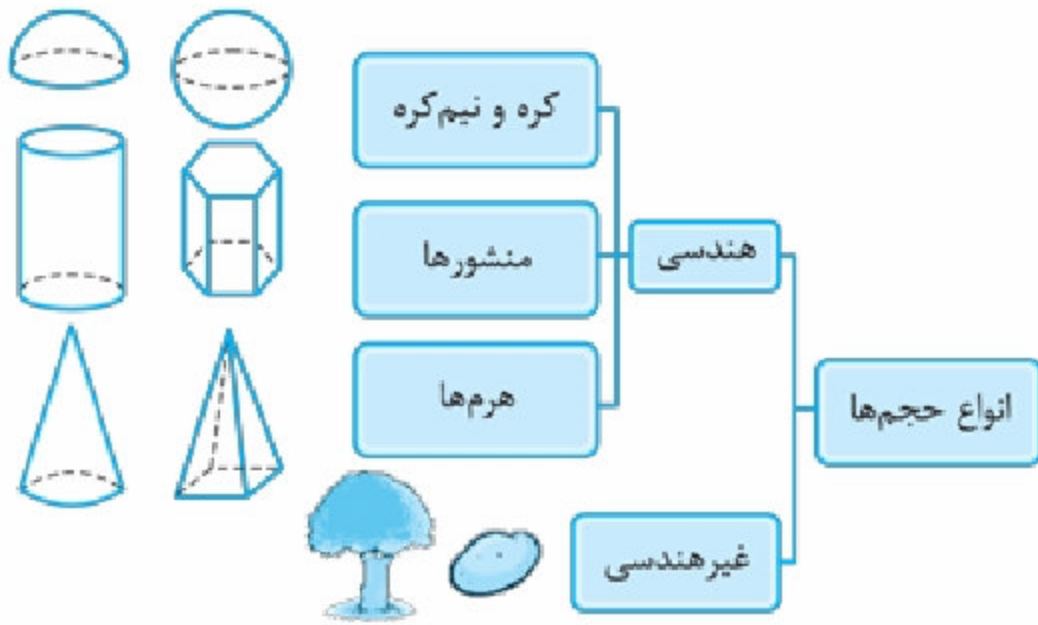 انواع حجم‌ها
هندسی
کره و نیم‌کره
منشورها
هرم‌ها
غیرهندسی